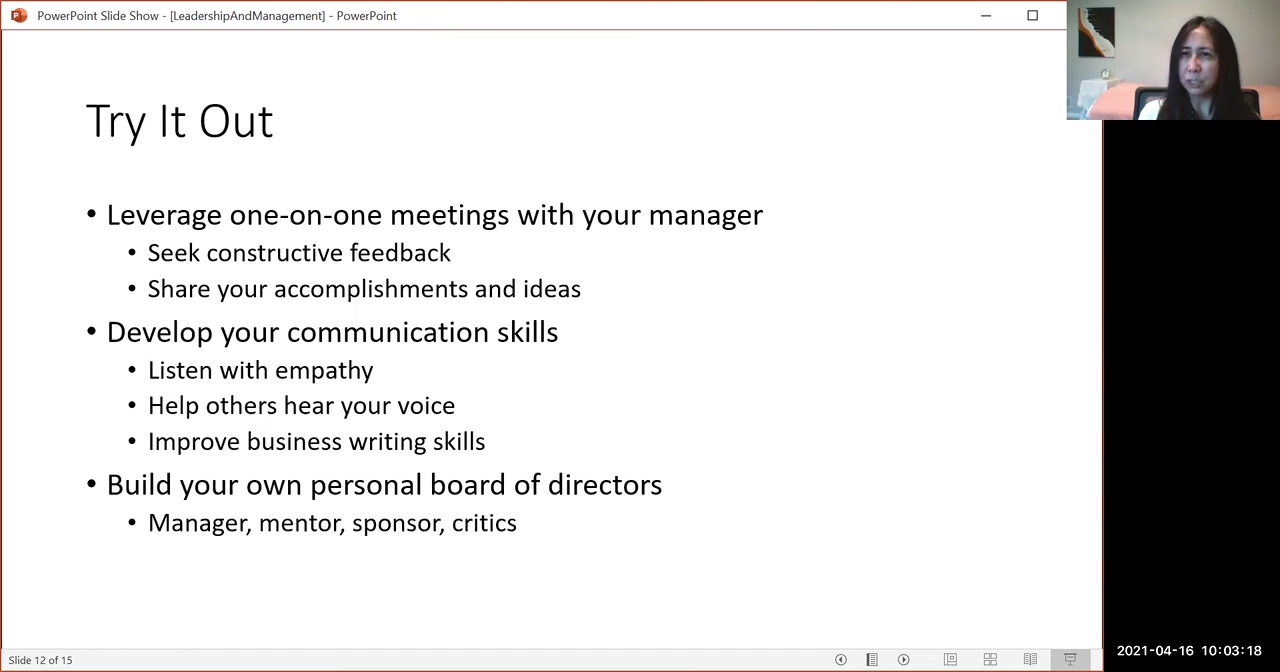 PowerPoint Slide Show - [LeadershipAndManagement] - PowerPoint
Try It Out
• Leverage one-on-one meetings with your manager
• Seek constructive feedback
• Share your accomplishments and ideas
• Develop your communication skills
• Listen with empathy
• Help others hear your voice
• Improve business writing skills
• Build your own personal board of directors
• Manager, mentor, sponsor, critics
Slide 12 of 15
2021-04-16 10:03:18